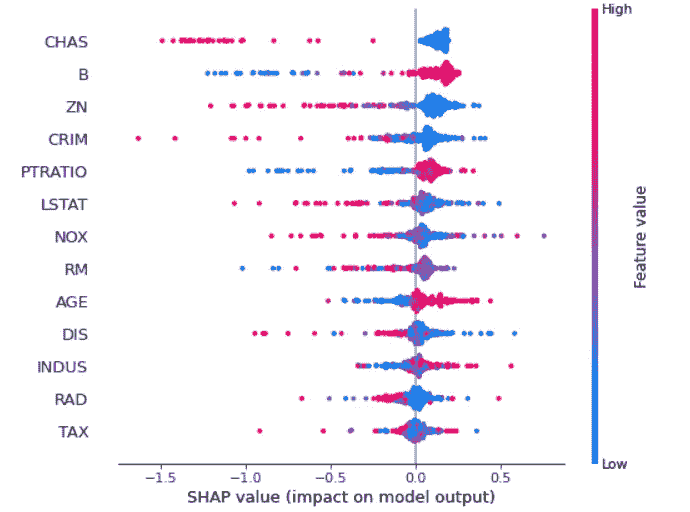 High
CHAS
B
ZN
CRIM
PTRATIO
LSTAT
NOX
RM
AGE
DIS
INDUS
RAD
TAX
Feature value
Low
−1.5 −1.0 −0.5 0.0 0.5
SHAP value (impact on model output)